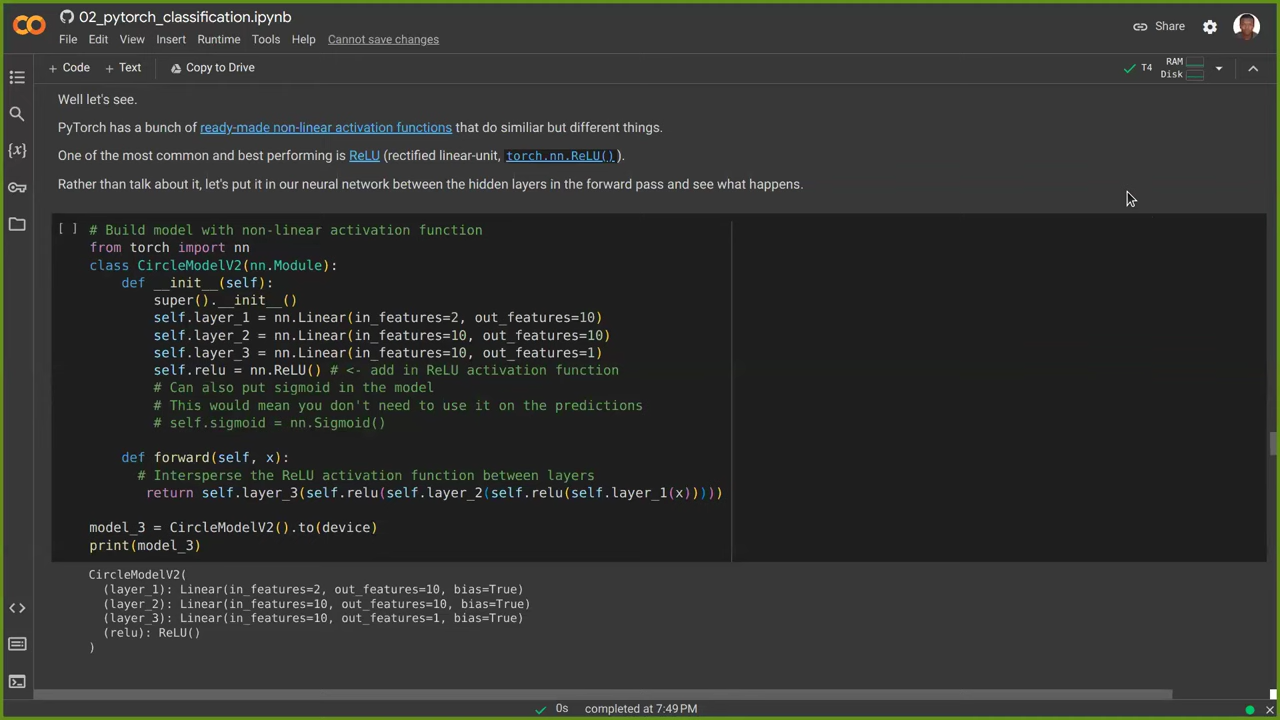 02_pytorch_classification.ipynb
File Edit View Insert Runtime Tools Help Cannot save changes
Share
+ Code + Text Copy to Drive
T4 RAM Disk
Well let's see.
PyTorch has a bunch of ready-made non-linear activation functions that do similiar but different things.
One of the most common and best performing is ReLU (rectified linear-unit, torch.nn.ReLU()).
Rather than talk about it, let's put it in our neural network between the hidden layers in the forward pass and see what happens.
[ ] # Build model with non-linear activation function
from torch import nn
class CircleModelV2(nn.Module):
def __init__(self):
super().__init__()
self.layer_1 = nn.Linear(in_features=2, out_features=10)
self.layer_2 = nn.Linear(in_features=10, out_features=10)
self.layer_3 = nn.Linear(in_features=10, out_features=1)
self.relu = nn.ReLU() # <- add in ReLU activation function
# Can also put sigmoid in the model
# This would mean you don't need to use it on the predictions
# self.sigmoid = nn.Sigmoid()
def forward(self, x):
# Intersperse the ReLU activation function between layers
return self.layer_3(self.relu(self.layer_2(self.relu(self.layer_1(x)))))
model_3 = CircleModelV2().to(device)
print(model_3)
CircleModelV2(
(layer_1): Linear(in_features=2, out_features=10, bias=True)
(layer_2): Linear(in_features=10, out_features=10, bias=True)
(layer_3): Linear(in_features=10, out_features=1, bias=True)
(relu): ReLU()
)
0s completed at 7:49 PM